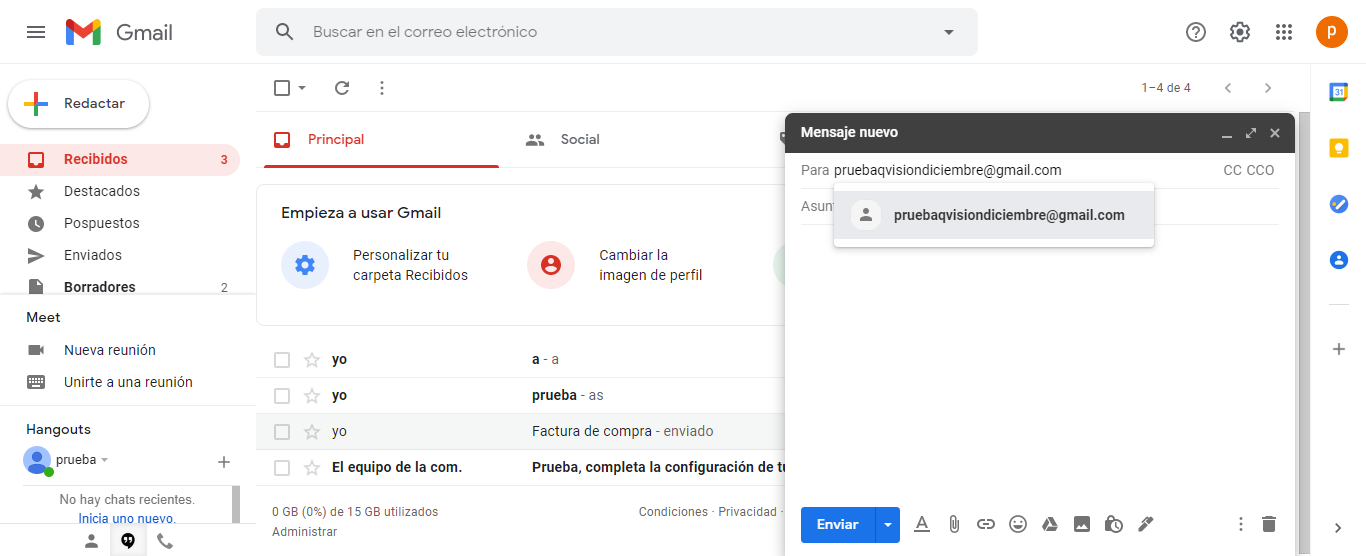 Gmail
Buscar en el correo electrónico
p
Redactar
1–4 de 4
31
Recibidos 3
Destacados
Pospuestos
Enviados
Borradores 2
Meet
Nueva reunión
Unirte a una reunión
Hangouts
prueba
No hay chats recientes.
Inicia uno nuevo.
Principal
Social
Empieza a usar Gmail
Personalizar tu
carpeta Recibidos
Cambiar la
imagen de perfil
yo a - a
yo prueba - as
yo Factura de compra - enviado
El equipo de la com. Prueba, completa la configuración de
0 GB (0%) de 15 GB utilizados
Administrar
Condiciones · Privacidad ·
Mensaje nuevo
Para pruebaqvisiondiciembre@gmail.com CC CCO
Asun
pruebaqvisiondiciembre@gmail.com
Enviar